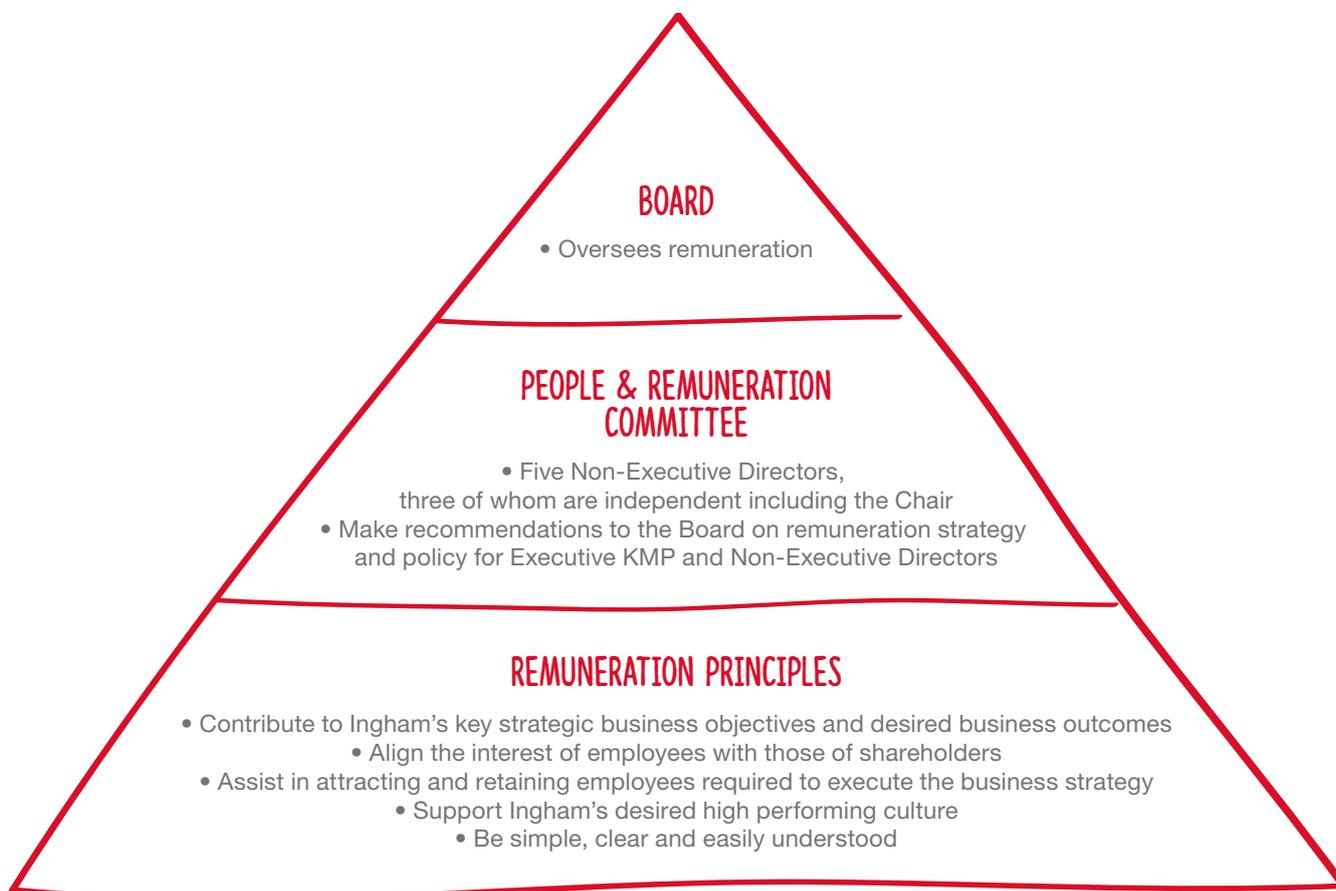 BOARD
• Oversees remuneration
PEOPLE & REMUNERATION
COMMITTEE
• Five Non-Executive Directors,
three of whom are independent including the Chair
• Make recommendations to the Board on remuneration strategy
and policy for Executive KMP and Non-Executive Directors
REMUNERATION PRINCIPLES
• Contribute to Ingham’s key strategic business objectives and desired business outcomes
• Align the interest of employees with those of shareholders
• Assist in attracting and retaining employees required to execute the business strategy
• Support Ingham’s desired high performing culture
• Be simple, clear and easily understood